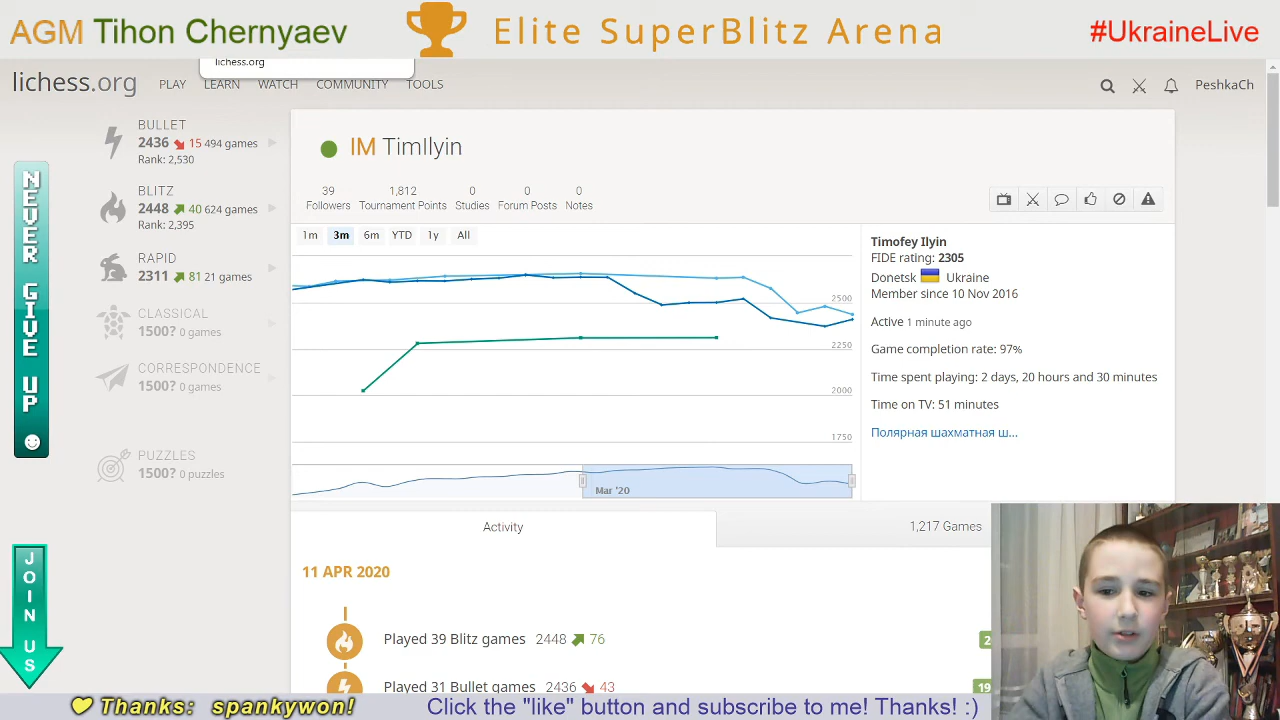 AGM Tihon Chernyaev
Elite SuperBlitz Arena
#UkraineLive
lichess.org
lichess.org
PLAY LEARN WATCH COMMUNITY TOOLS
PeshkaCh
BULLET
2436 15 494 games
Rank: 2,530
BLITZ
2448 40 624 games
Rank: 2,395
RAPID
2311 81 21 games
CLASSICAL
1500? 0 games
CORRESPONDENCE
1500? 0 games
PUZZLES
1500? 0 puzzles
NEVER GIVE UP
JOIN US
IM TimIlyin
39 1,812 0 0 0
Followers Tournament Points Studies Forum Posts Notes
1m 3m 6m YTD 1y All
2500
2250
2000
1750
Mar '20
Timofey Ilyin
FIDE rating: 2305
Donetsk Ukraine
Member since 10 Nov 2016
Active 1 minute ago
Game completion rate: 97%
Time spent playing: 2 days, 20 hours and 30 minutes
Time on TV: 51 minutes
Полярная шахматная ш...
Activity
1,217 Games
11 APR 2020
Played 39 Blitz games 2448 76
Played 31 Bullet games 2436 43
19
Thanks: spankywon!
Click the "like" button and subscribe to me! Thanks! :)